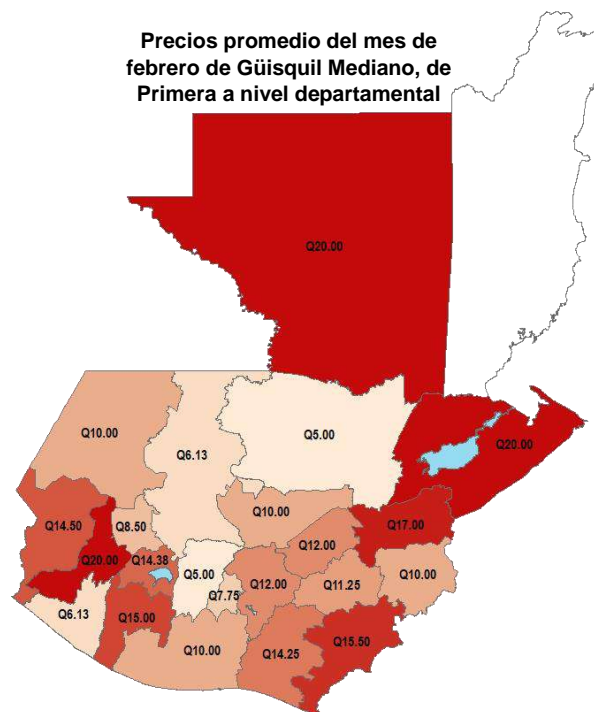 Precios promedio del mes de
febrero de Güisquil Mediano, de
Primera a nivel departamental
Q20.00
Q10.00
Q5.00
Q6.13
Q20.00
Q10.00
Q14.50
Q8.50
Q17.00
Q12.00
Q20.00
Q14.38
Q5.00
Q12.00
Q11.25
Q10.00
Q7.75
Q6.13
Q15.00
Q10.00
Q14.25
Q15.50